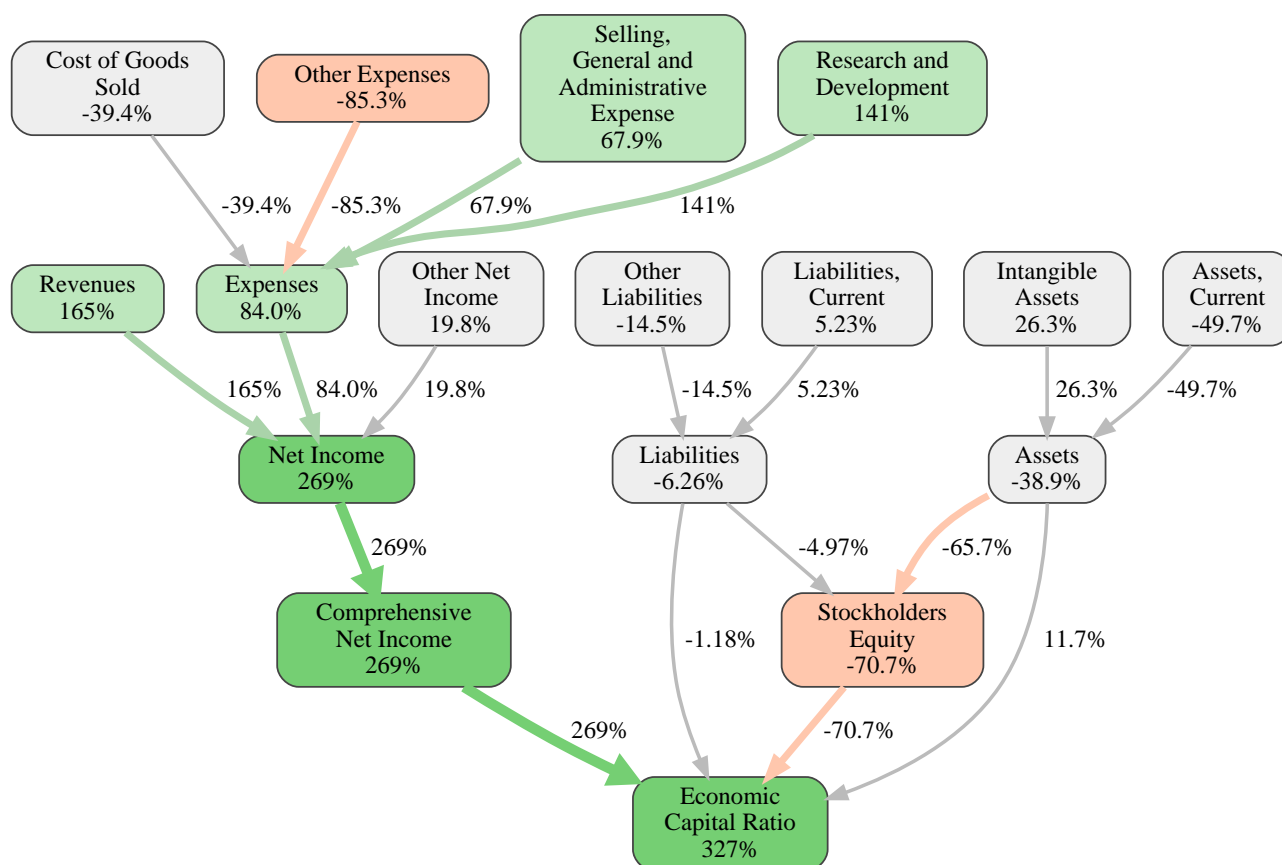 Cost of Goods
Sold
-39.4%
Other Expenses
-85.3%
Selling,
General and
Administrative
Expense
67.9%
Research and
Development
141%
-39.4%
-85.3%
67.9%
141%
Revenues
165%
Expenses
84.0%
Other Net
Income
19.8%
Other
Liabilities
-14.5%
Liabilities,
Current
5.23%
Intangible
Assets
26.3%
Assets,
Current
-49.7%
165%
84.0%
19.8%
-14.5%
5.23%
26.3%
-49.7%
Net Income
269%
Liabilities
-6.26%
Assets
-38.9%
269%
-4.97%
-65.7%
Comprehensive
Net Income
269%
-1.18%
Stockholders
Equity
-70.7%
11.7%
269%
-70.7%
Economic
Capital Ratio
327%